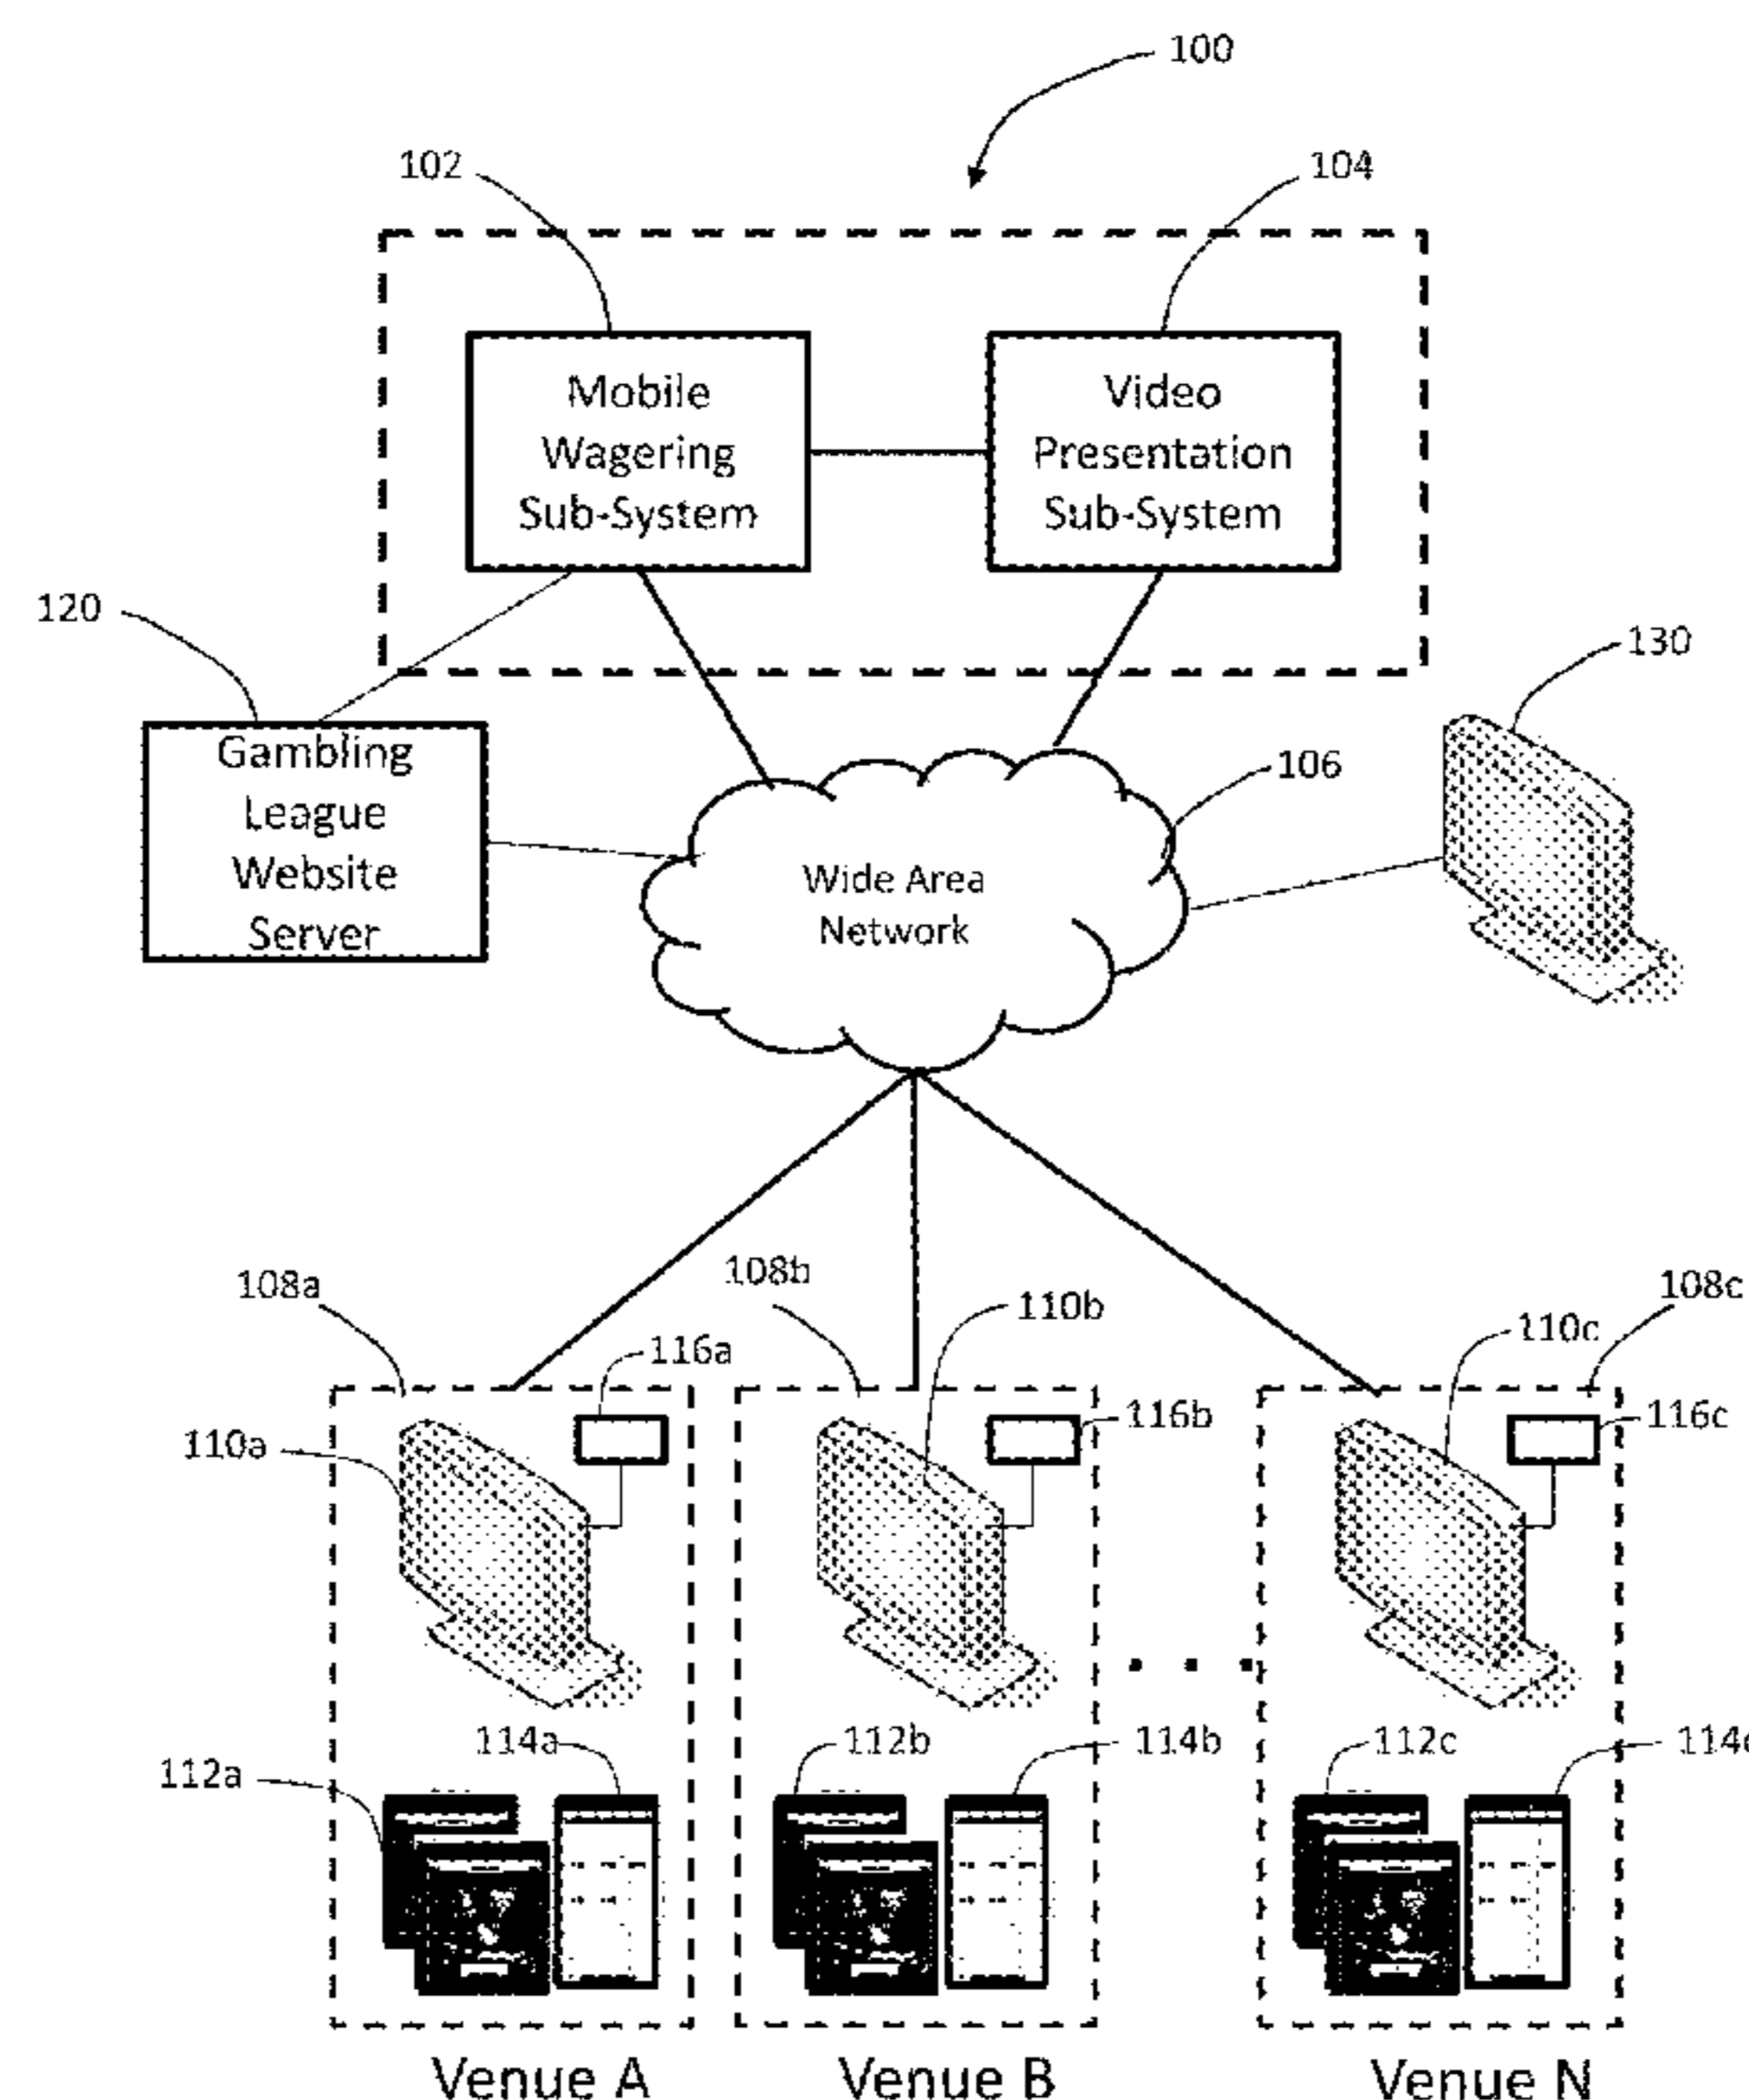 100
102
104
Mobile
Wagering
Sub-System
Video
Presentation
Sub-System
120
130
Gambling
League
Website
Server
106
Wide Area
Network
108a
108b
108c
110b
110c
116a
116b
116c
110a
114a
112b
114b
112c
114c
112a
Venue A
Venue B
Venue N